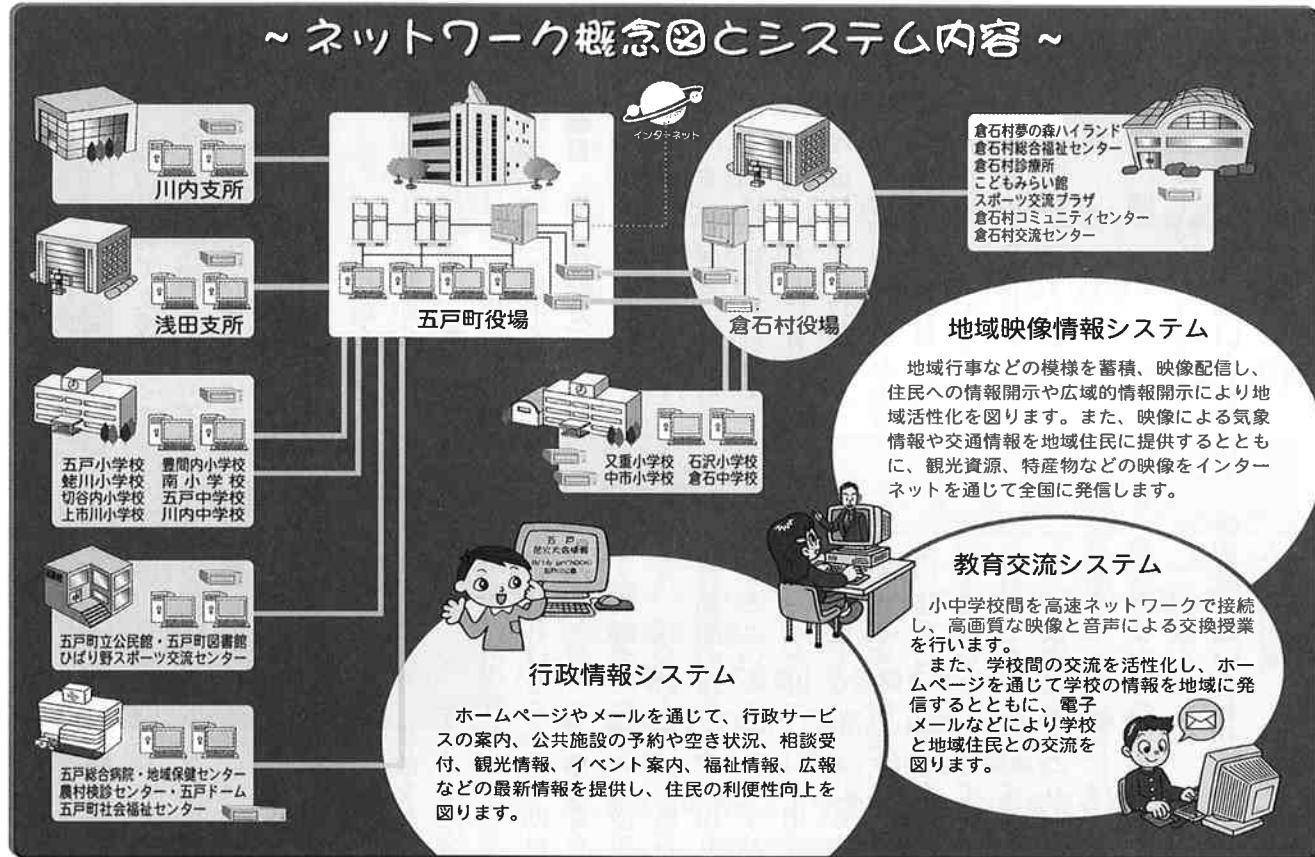 ~ネットワーク概念図とシステム内容~
インターネット
川内支所
浅田支所
五戸町役場
倉石村役場
倉石村夢の森ハイランド
倉石村総合福祉センター
倉石村診療所
こどもみらい館
スポーツ交流プラザ
倉石村コミュニティセンター
倉石村交流センター
五戸小学校 豊間内小学校
蛯川小学校 南小学校
切谷内小学校 五戸中学校
上市川小学校 川内中学校
又重小学校 石沢小学校
中市小学校 倉石中学校
五戸町立公民館・五戸町図書館
ひばり野スポーツ交流センター
五戸総合病院・地域保健センター
農村検診センター・五戸ドーム
五戸町社会福祉センター
地域映像情報システム
地域行事などの模様を蓄積、映像配信し、
住民への情報開示や広域的情報開示により地
域活性化を図ります。また、映像による気象
情報や交通情報を地域住民に提供するととも
に、観光資源、特産物などの映像をインター
ネットを通じて全国に発信します。
教育交流システム
小中学校間を高速ネットワークで接続
し、高画質な映像と音声による交換授業
を行います。
また、学校間の交流を活性化し、ホー
ムページを通じて学校の情報を地域に発
信するとともに、電子
メールなどにより学校
と地域住民との交流を
図ります。
五戸
花火大会情報
行政情報システム
ホームページやメールを通じて、行政サービ
スの案内、公共施設の予約や空き状況、相談受
付、観光情報、イベント案内、福祉情報、広報
などの最新情報を提供し、住民の利便性向上を
図ります。